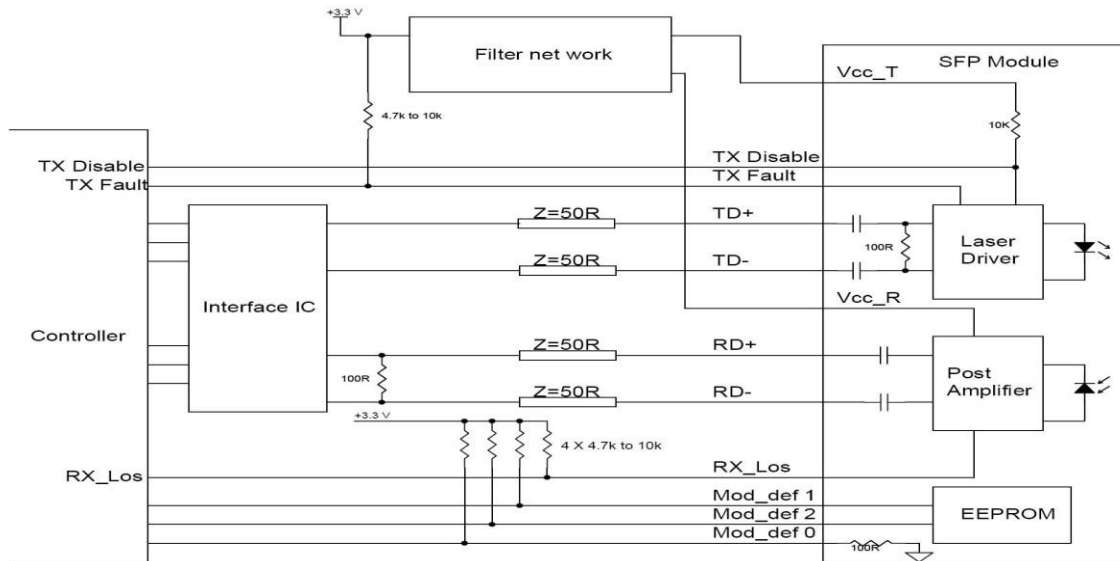 +3.3 V
Filter net work
SFP Module
Vcc_T
4.7k to 10k
10K
TX Disable
TX Disable
TX Fault
TX Fault
Z=50R
TD+
Laser
Driver
100R
Z=50R
TD-
Interface IC
Vcc_R
Controller
Z=50R
RD+
100R
Post
Amplifier
Z=50R
RD-
+3.3 V
4 X 4.7k to 10k
RX_Los
RX_Los
Mod_def 1
EEPROM
Mod_def 2
Mod_def 0
100R